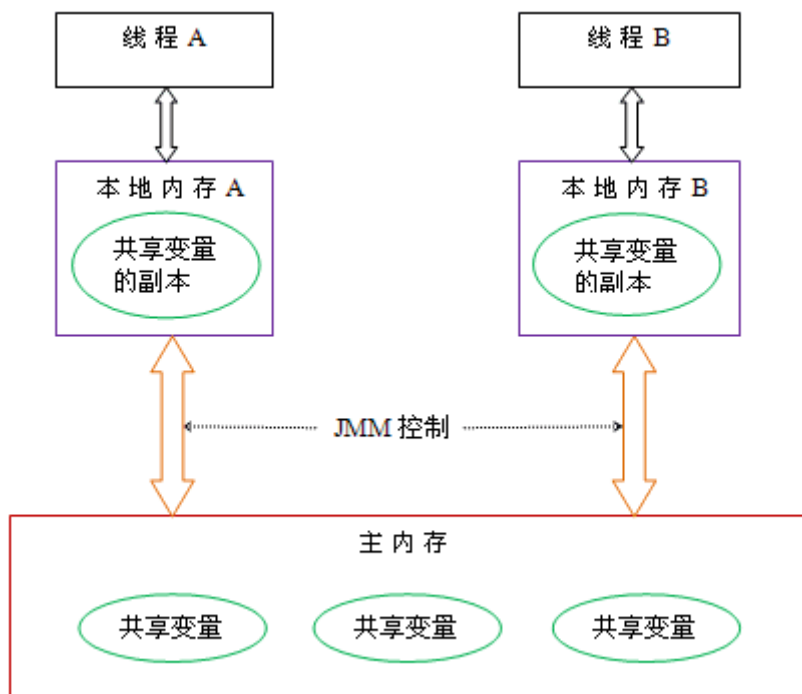 线程 A
线程 B
本地内存 A
本地内存 B
共享变量
的副本
共享变量
的副本
JMM 控制
主内存
共享变量
共享变量
共享变量